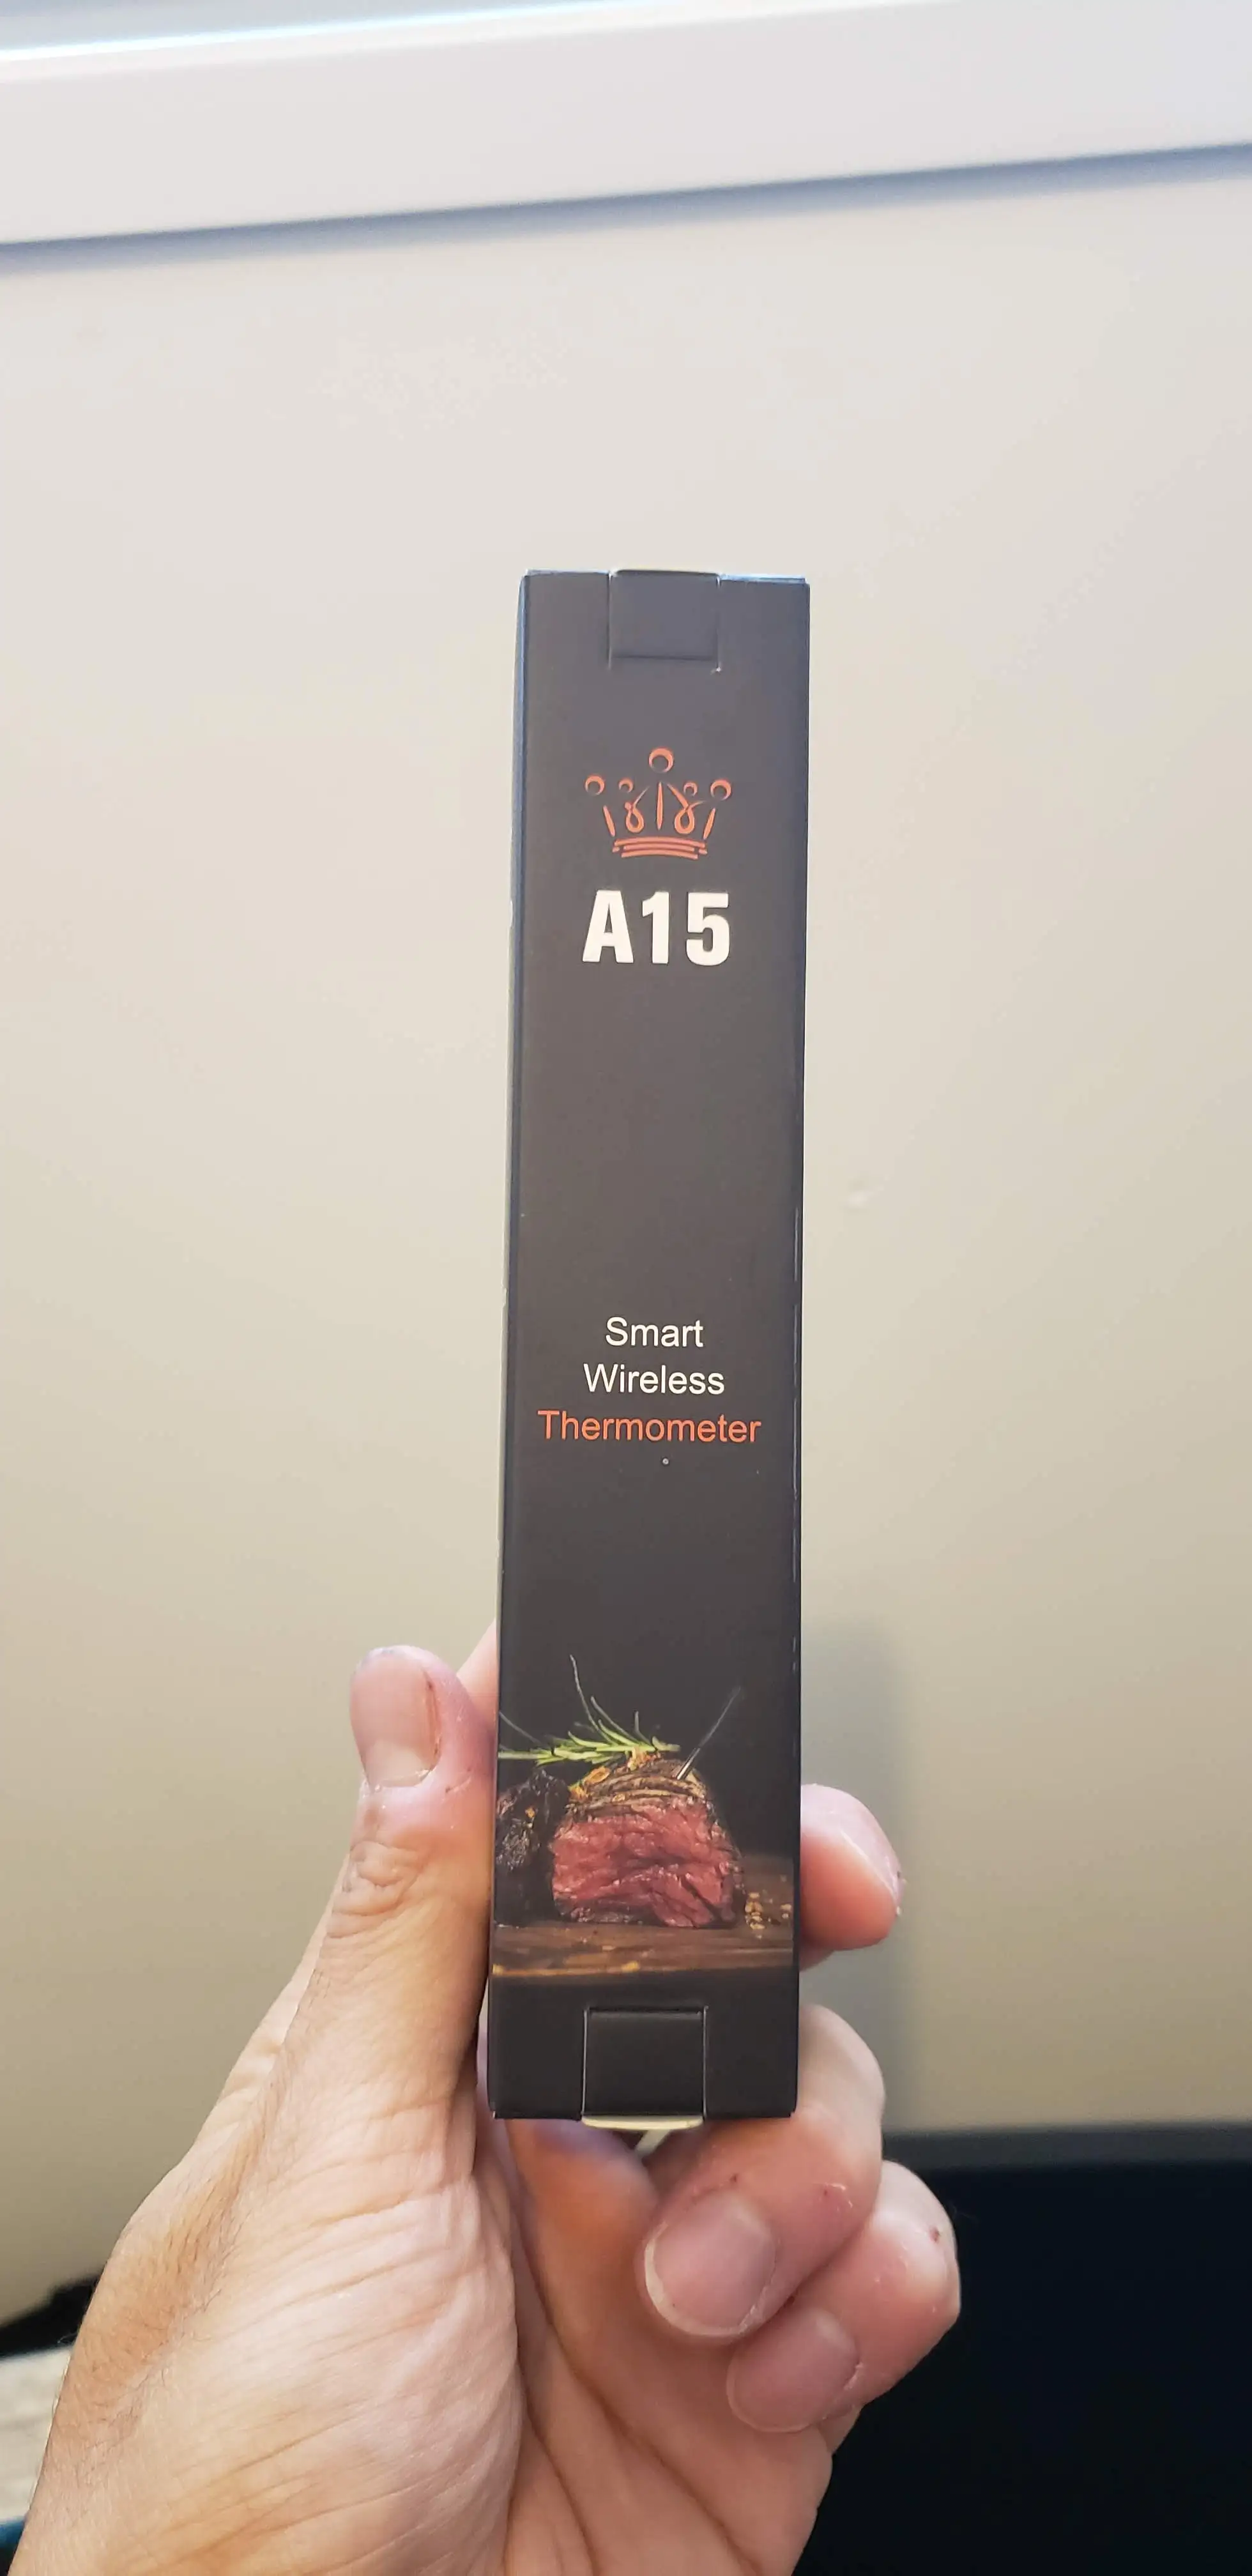 A15
Smart
Wireless
Thermometer